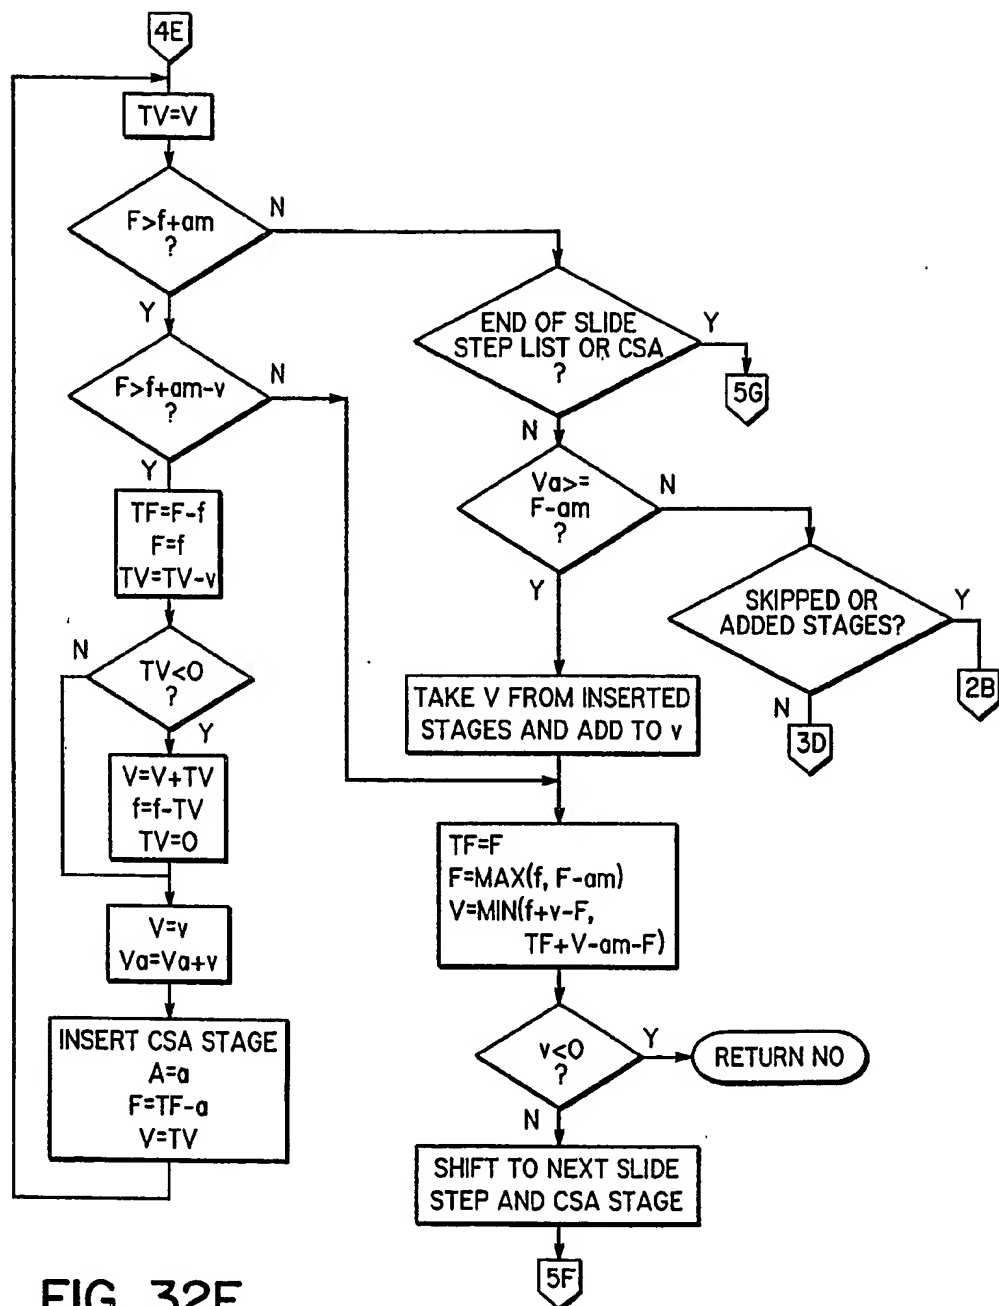 4E
TV=V
F>f+am
?
N
Y
F>f+am-v
?
N
Y
TF=F-f
F=f
TV=TV-v
TV<0
?
N
Y
V=V+TV
f=f-TV
TV=0
V=v
Va=Va+v
INSERT CSA STAGE
A=a
F=TF-a
V=TV
END OF SLIDE
STEP LIST OR CSA
?
Y
5G
N
Va>=
F-am
?
N
Y
SKIPPED OR
ADDED STAGES?
Y
2B
N
3D
TAKE V FROM INSERTED
STAGES AND ADD TO v
TF=F
F=MAX(f, F-am)
V=MIN(f+v-F,
TF+V-am-F)
v<0
?
Y
RETURN NO
N
SHIFT TO NEXT SLIDE
STEP AND CSA STAGE
5F